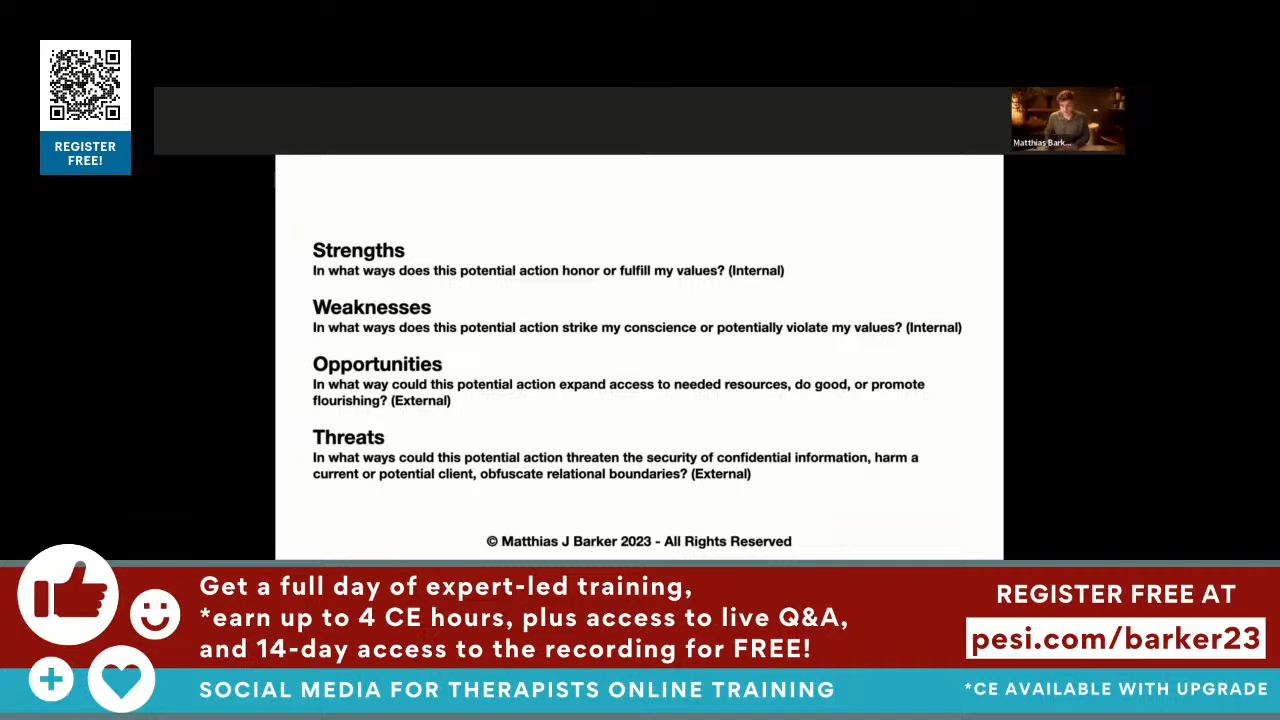 REGISTER
FREE!
Matthias Bark...
Strengths
In what ways does this potential action honor or fulfill my values? (Internal)
Weaknesses
In what ways does this potential action strike my conscience or potentially violate my values? (Internal)
Opportunities
In what way could this potential action expand access to needed resources, do good, or promote
flourishing? (External)
Threats
In what ways could this potential action threaten the security of confidential information, harm a
current or potential client, obfuscate relational boundaries? (External)
© Matthias J Barker 2023 - All Rights Reserved
Get a full day of expert-led training,
*earn up to 4 CE hours, plus access to live Q&A,
and 14-day access to the recording for FREE!
SOCIAL MEDIA FOR THERAPISTS ONLINE TRAINING
REGISTER FREE AT
pesi.com/barker23
*CE AVAILABLE WITH UPGRADE